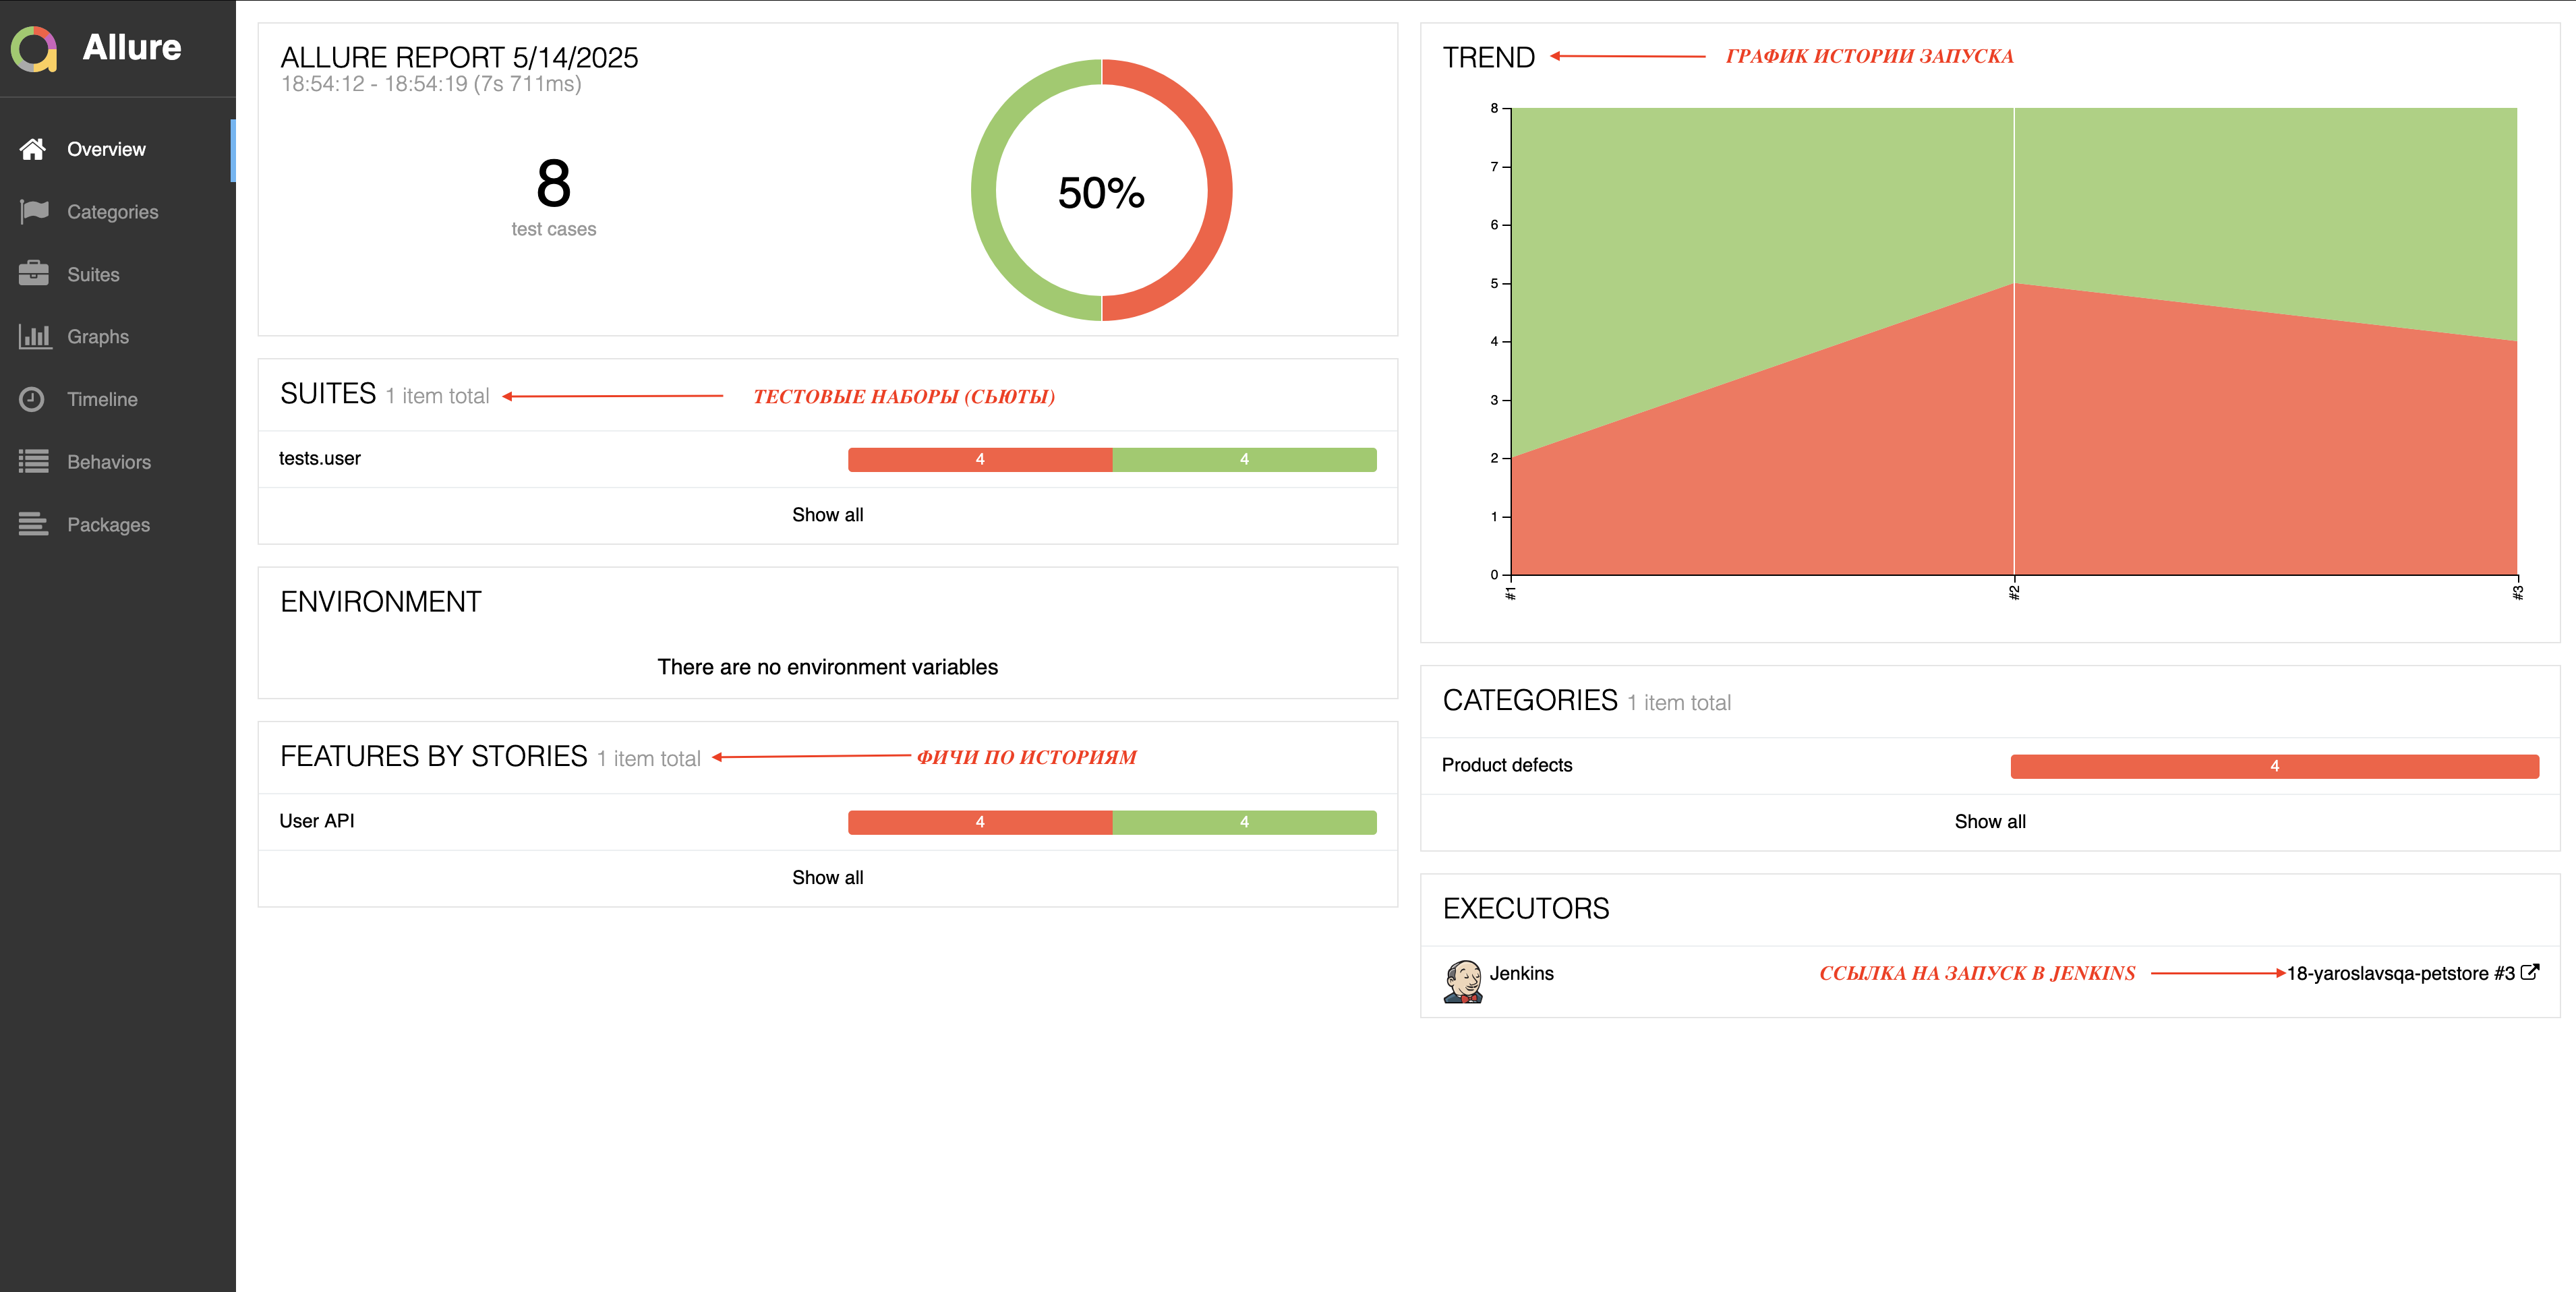 Allure
Overview
Categories
Suites
Graphs
Timeline
Behaviors
Packages
ALLURE REPORT 5/14/2025
18:54:12 - 18:54:19 (7s 711ms)
8
test cases
50%
SUITES 1 item total
ТЕСТОВЫЕ НАБОРЫ (СЬЮТЫ)
tests.user
4
4
Show all
ENVIRONMENT
There are no environment variables
FEATURES BY STORIES 1 item total
ФИЧИ ПО ИСТОРИЯМ
User API
4
4
Show all
TREND
ГРАФИК ИСТОРИИ ЗАПУСКА
8
7
6
5
4
3
2
1
0
#1
#2
#3
CATEGORIES 1 item total
Product defects
4
Show all
EXECUTORS
Jenkins
ССЫЛКА НА ЗАПУСК В JENKINS
18-yaroslavsqa-petstore #3